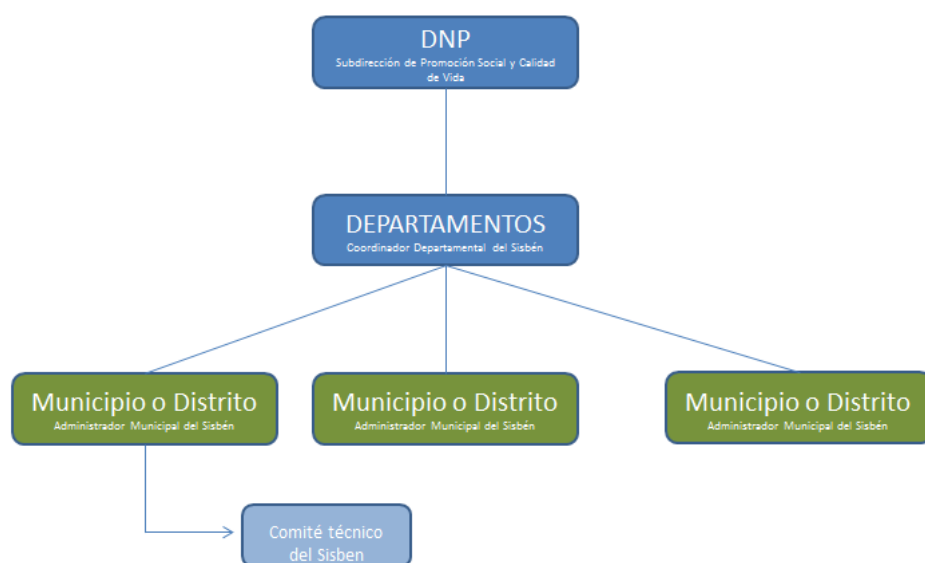 DNP
Subdirección de Promoción Social y Calidad
de Vida
DEPARTAMENTOS
Coordinador Departamental del Sisbén
Municipio o Distrito
Administrador Municipal del Sisbén
Municipio o Distrito
Administrador Municipal del Sisbén
Municipio o Distrito
Administrador Municipal del Sisbén
Comité técnico
del Sisben